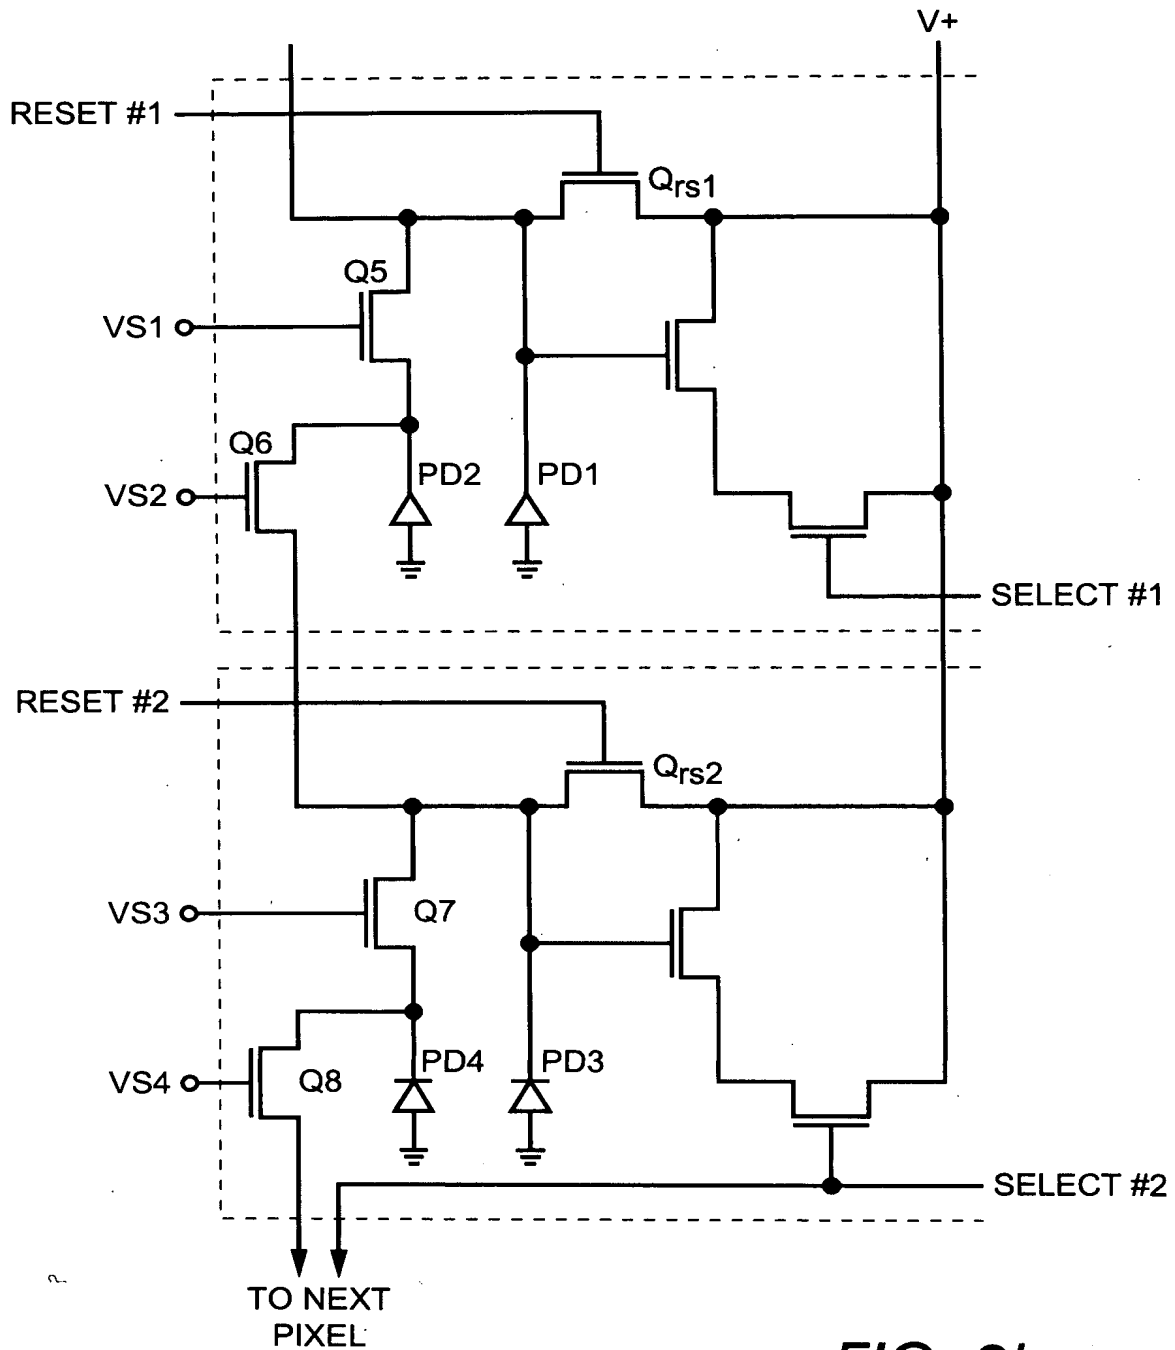 V+
RESET #1
Qrs1
Q5
VS1
Q6
PD2
PD1
VS2
SELECT #1
RESET #2
Qrs2
VS3
Q7
PD4
PD3
VS4
Q8
SELECT #2
TO NEXT
PIXEL